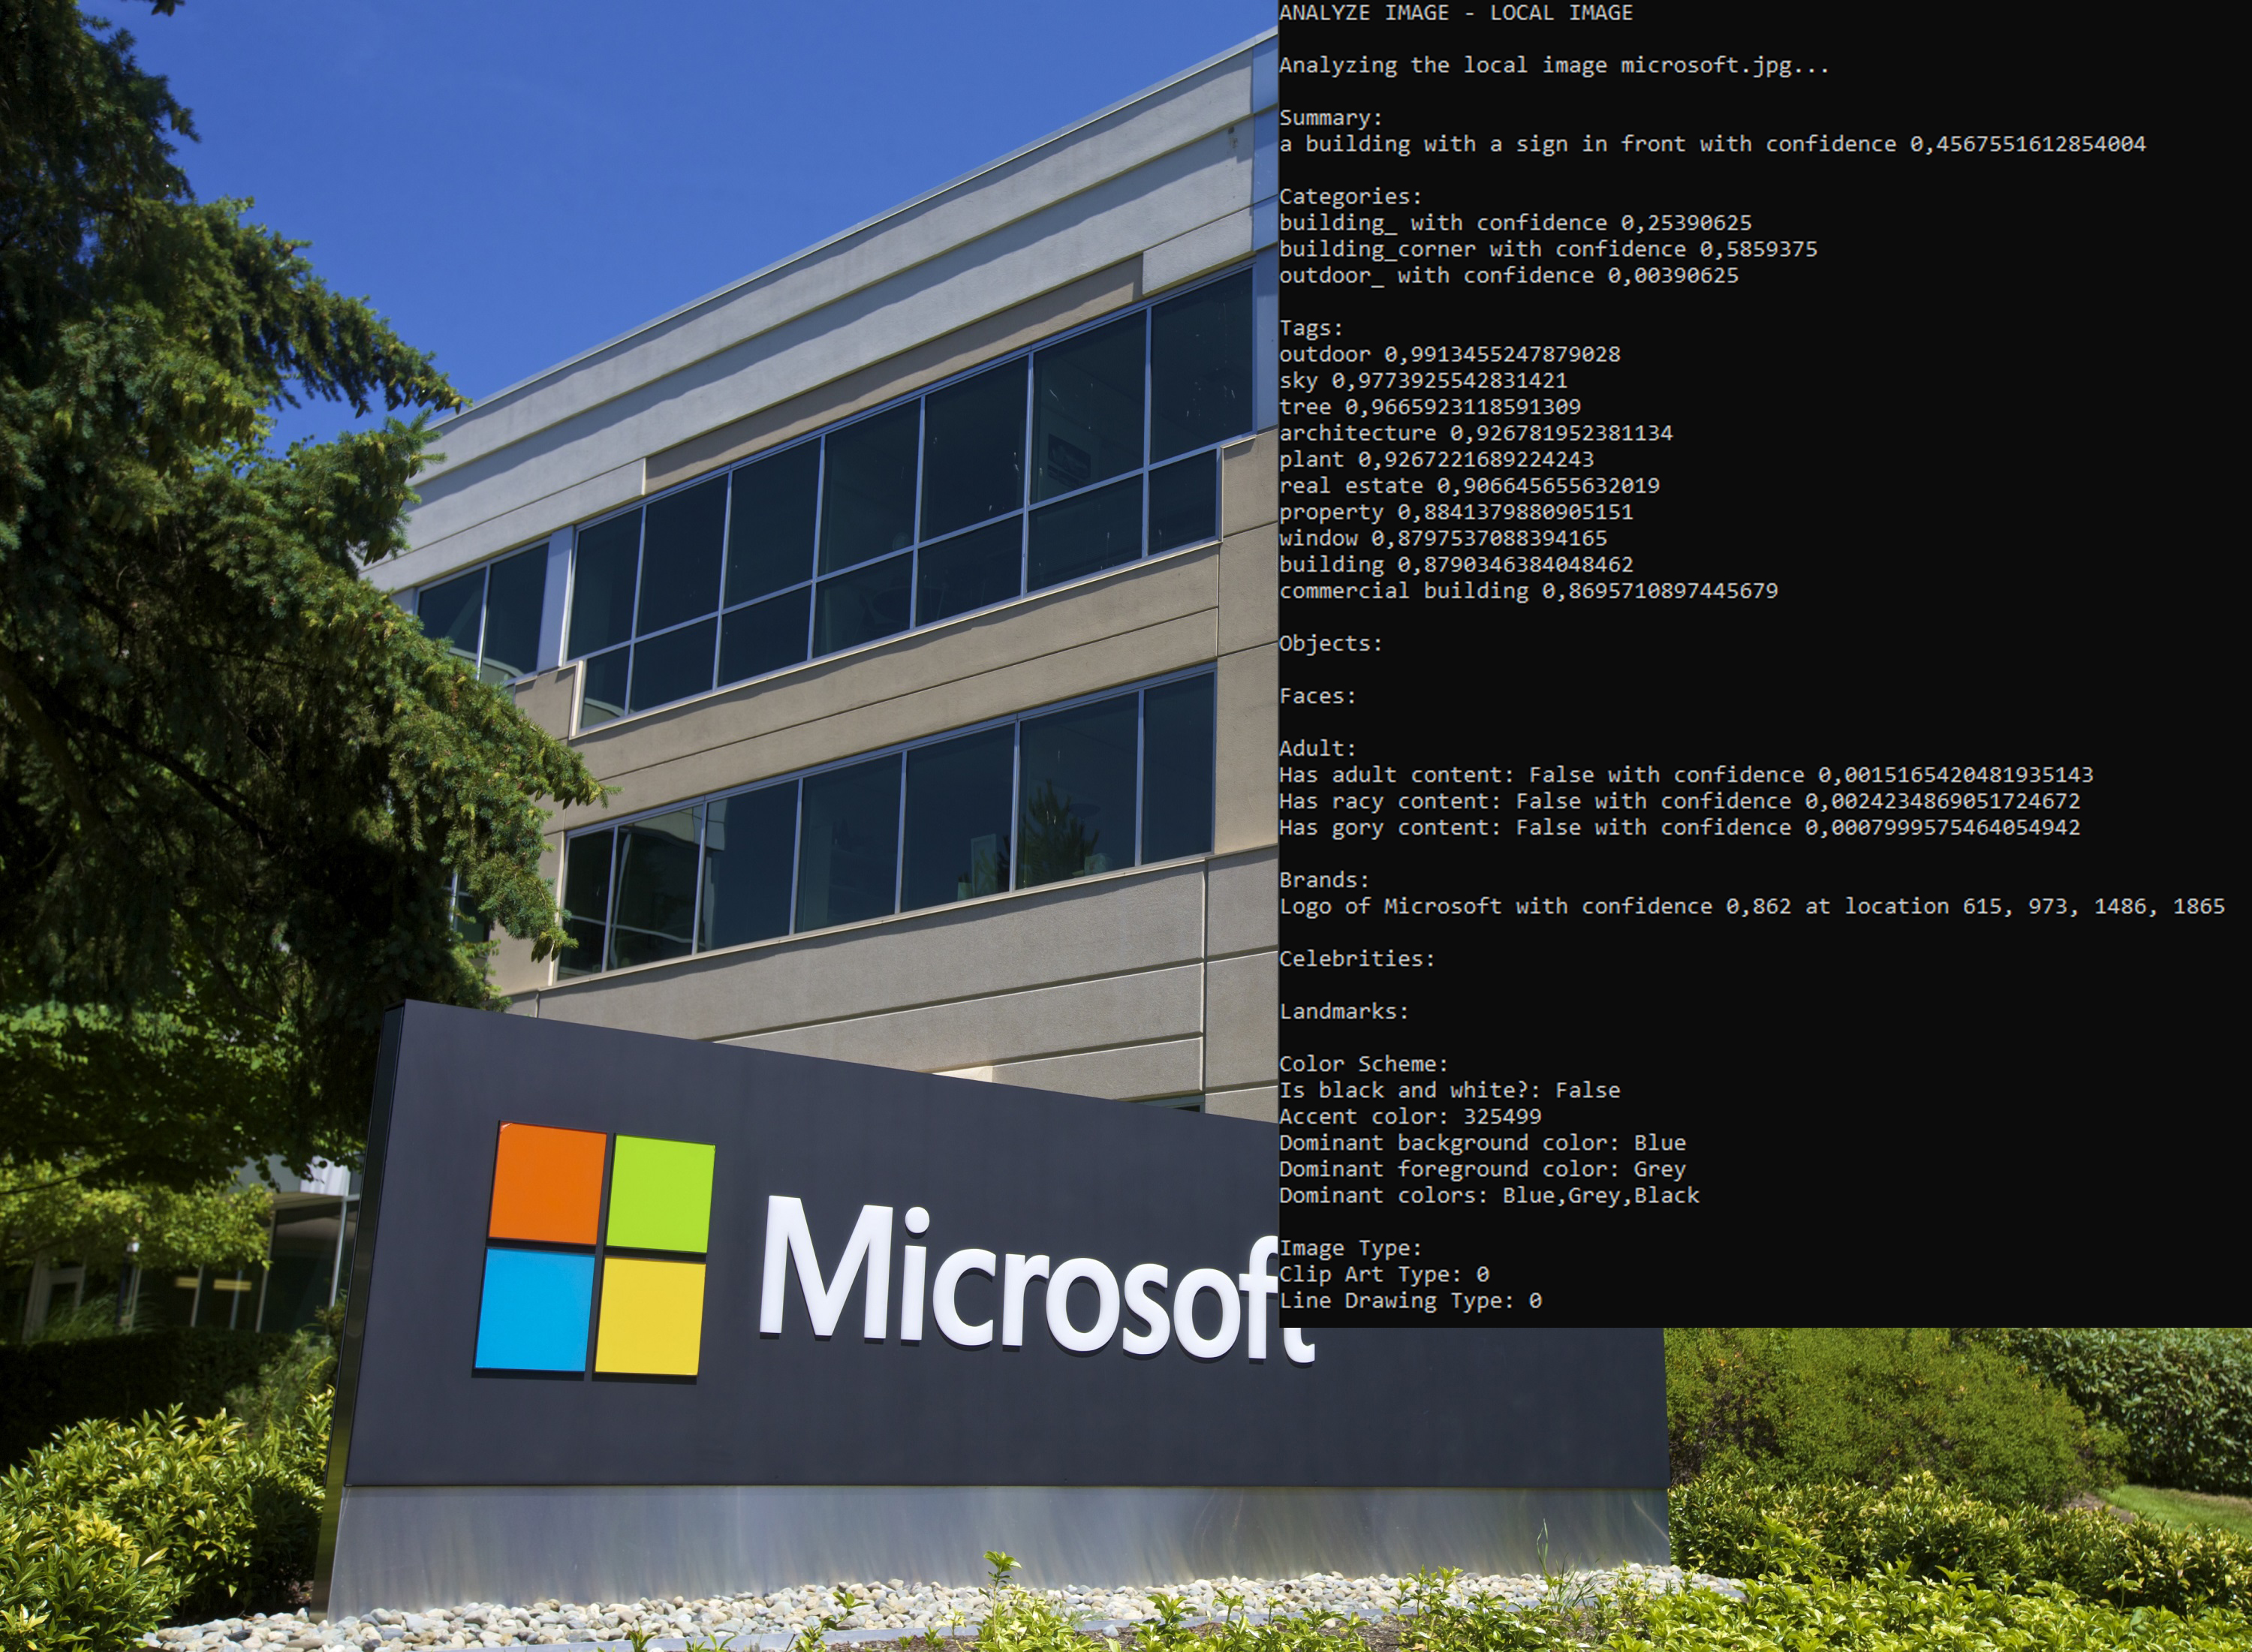 Microsoft
ANALYZE IMAGE - LOCAL IMAGE
Analyzing the local image microsoft.jpg...
Summary:
a building with a sign in front with confidence 0,4567551612854004
Categories:
building_ with confidence 0,25390625
building_corner with confidence 0,5859375
outdoor_ with confidence 0,00390625
Tags:
outdoor 0,9913455247879028
sky 0,9773925542831421
tree 0,9665923118591309
architecture 0,926781952381134
plant 0,9267221689224243
real estate 0,906645655632019
property 0,8841379880905151
window 0,8797537088394165
building 0,8790346384048462
commercial building 0,8695710897445679
Objects:
Faces:
Adult:
Has adult content: False with confidence 0,0015165420481935143
Has racy content: False with confidence 0,0024234869051724672
Has gory content: False with confidence 0,0007999575464054942
Brands:
Logo of Microsoft with confidence 0,862 at location 615, 973, 1486, 1865
Celebrities:
Landmarks:
Color Scheme:
Is black and white?: False
Accent color: 325499
Dominant background color: Blue
Dominant foreground color: Grey
Dominant colors: Blue,Grey,Black
Image Type:
Clip Art Type: 0
Line Drawing Type: 0